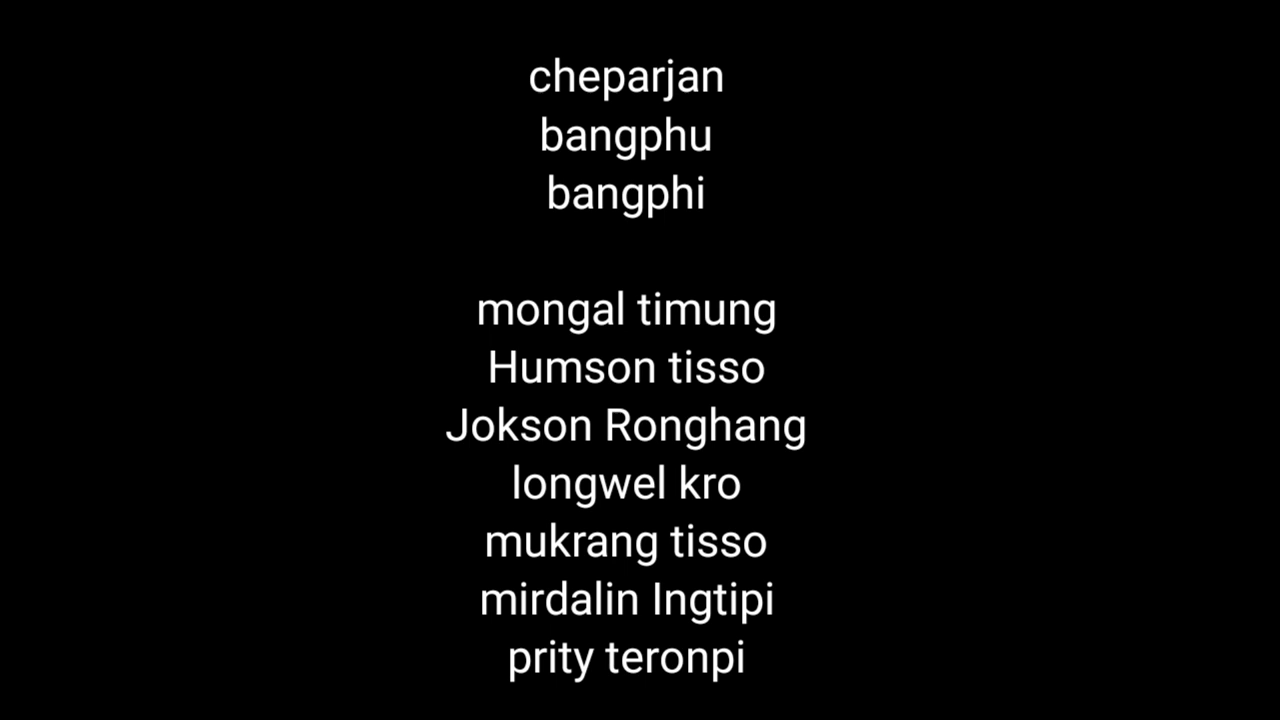 cheparjan
bangphu
bangphi
mongal timung
Humson tisso
Jokson Ronghang
longwel kro
mukrang tisso
mirdalin Ingtipi
prity teronpi